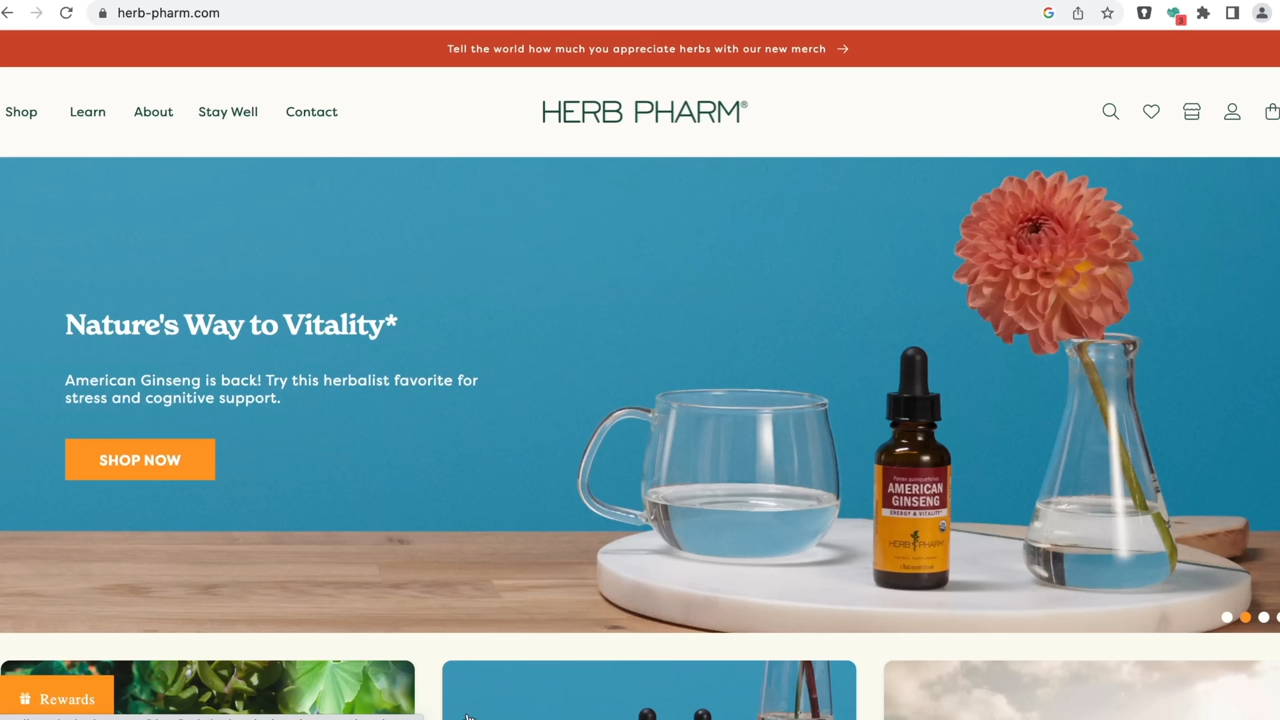 herb-pharm.com
3
Tell the world how much you appreciate herbs with our new merch →
Shop Learn About Stay Well Contact
HERB PHARM®
Nature's Way to Vitality*
American Ginseng is back! Try this herbalist favorite for
stress and cognitive support.
SHOP NOW
AMERICAN
GINSENG
ENERGY & VITALITY*
HERB PHARM
Rewards